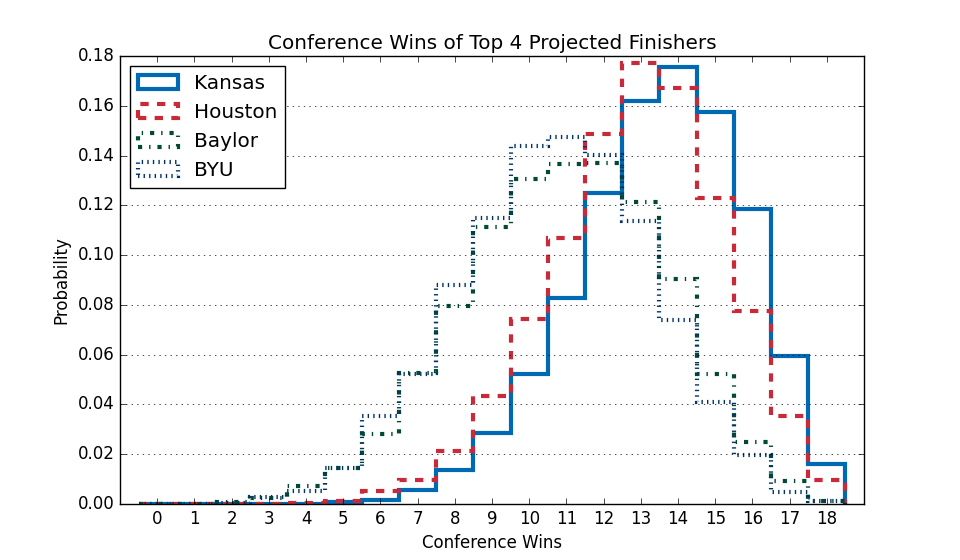 Conference Wins of Top 4 Projected Finishers
Kansas
Houston
Baylor
BYU
Probability
0.18
0.16
0.14
0.12
0.10
0.08
0.06
0.04
0.02
0.00
0 1 2 3 4 5 6 7 8 9 10 11 12 13 14 15 16 17 18
Conference Wins